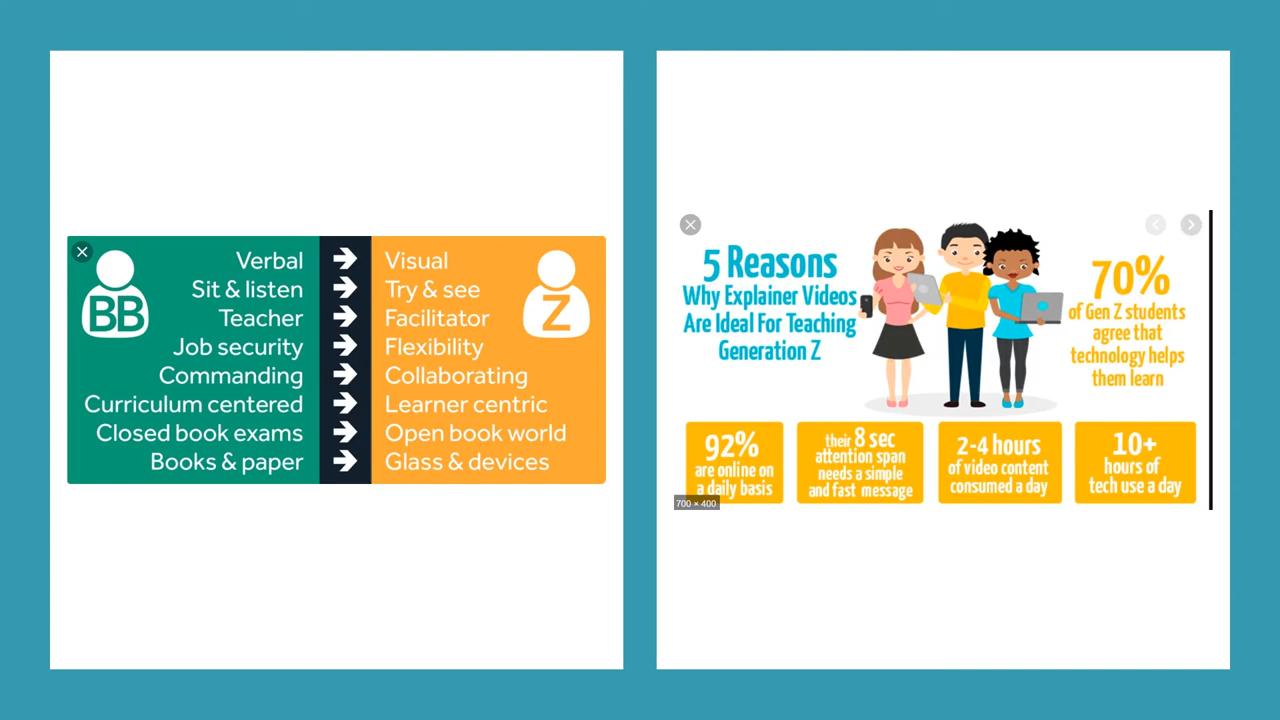 BB
Verbal → Visual
Sit & listen → Try & see
Teacher → Facilitator
Job security → Flexibility
Commanding → Collaborating
Curriculum centered → Learner centric
Closed book exams → Open book world
Books & paper → Glass & devices
Z
5 Reasons
Why Explainer Videos
Are Ideal For Teaching
Generation Z
70%
of Gen Z students
agree that
technology helps
them learn
92%
are online on
a daily basis
their 8 sec
attention span
needs a simple
and fast message
2-4 hours
of video content
consumed a day
10+
hours of
tech use a day
700 × 400